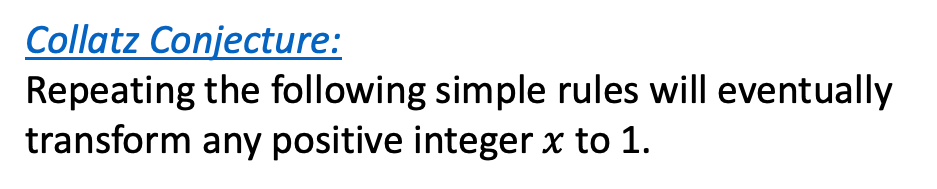 Collatz Conjecture:
Repeating the following simple rules will eventually
transform any positive integer x to 1.